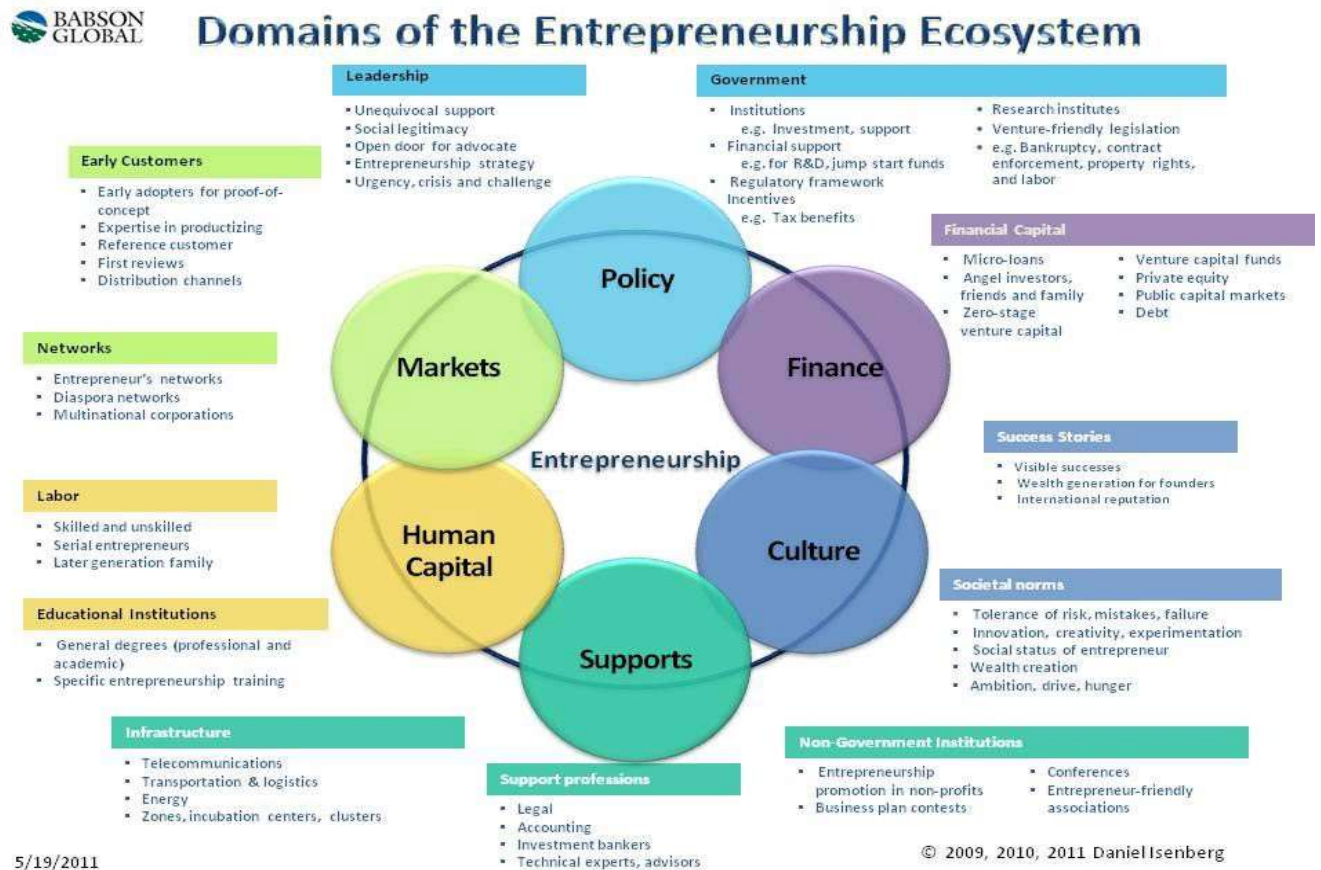 BABSON
GLOBAL
Domains of the Entrepreneurship Ecosystem
Leadership
▪ Unequivocal support
▪ Social legitimacy
▪ Open door for advocate
▪ Entrepreneurship strategy
▪ Urgency, crisis and challenge
Government
▪ Institutions
e.g. Investment, support
▪ Financial support
e.g. for R&D, jump start funds
▪ Regulatory framework
Incentives
e.g. Tax benefits
• Research institutes
• Venture-friendly legislation
• e.g. Bankruptcy, contract
enforcement, property rights,
and labor
Early Customers
▪ Early adopters for proof-of-
concept
▪ Expertise in productizing
▪ Reference customer
▪ First reviews
▪ Distribution channels
Financial Capital
▪ Micro-loans
▪ Angel investors,
friends and family
▪ Zero-stage
venture capital
▪ Venture capital funds
▪ Private equity
▪ Public capital markets
▪ Debt
Networks
▪ Entrepreneur's networks
▪ Diaspora networks
▪ Multinational corporations
Policy
Markets
Finance
Entrepreneurship
Human
Capital
Culture
Supports
Success Stories
▪ Visible successes
▪ Wealth generation for founders
▪ International reputation
Labor
▪ Skilled and unskilled
▪ Serial entrepreneurs
▪ Later generation family
Societal norms
▪ Tolerance of risk, mistakes, failure
▪ Innovation, creativity, experimentation
▪ Social status of entrepreneur
▪ Wealth creation
▪ Ambition, drive, hunger
Educational Institutions
▪ General degrees (professional and
academic)
▪ Specific entrepreneurship training
Infrastructure
▪ Telecommunications
▪ Transportation & logistics
▪ Energy
▪ Zones, incubation centers, clusters
Support professions
▪ Legal
▪ Accounting
▪ Investment bankers
▪ Technical experts, advisors
Non-Government Institutions
▪ Entrepreneurship
promotion in non-profits
▪ Business plan contests
▪ Conferences
▪ Entrepreneur-friendly
associations
5/19/2011
© 2009, 2010, 2011 Daniel Isenberg